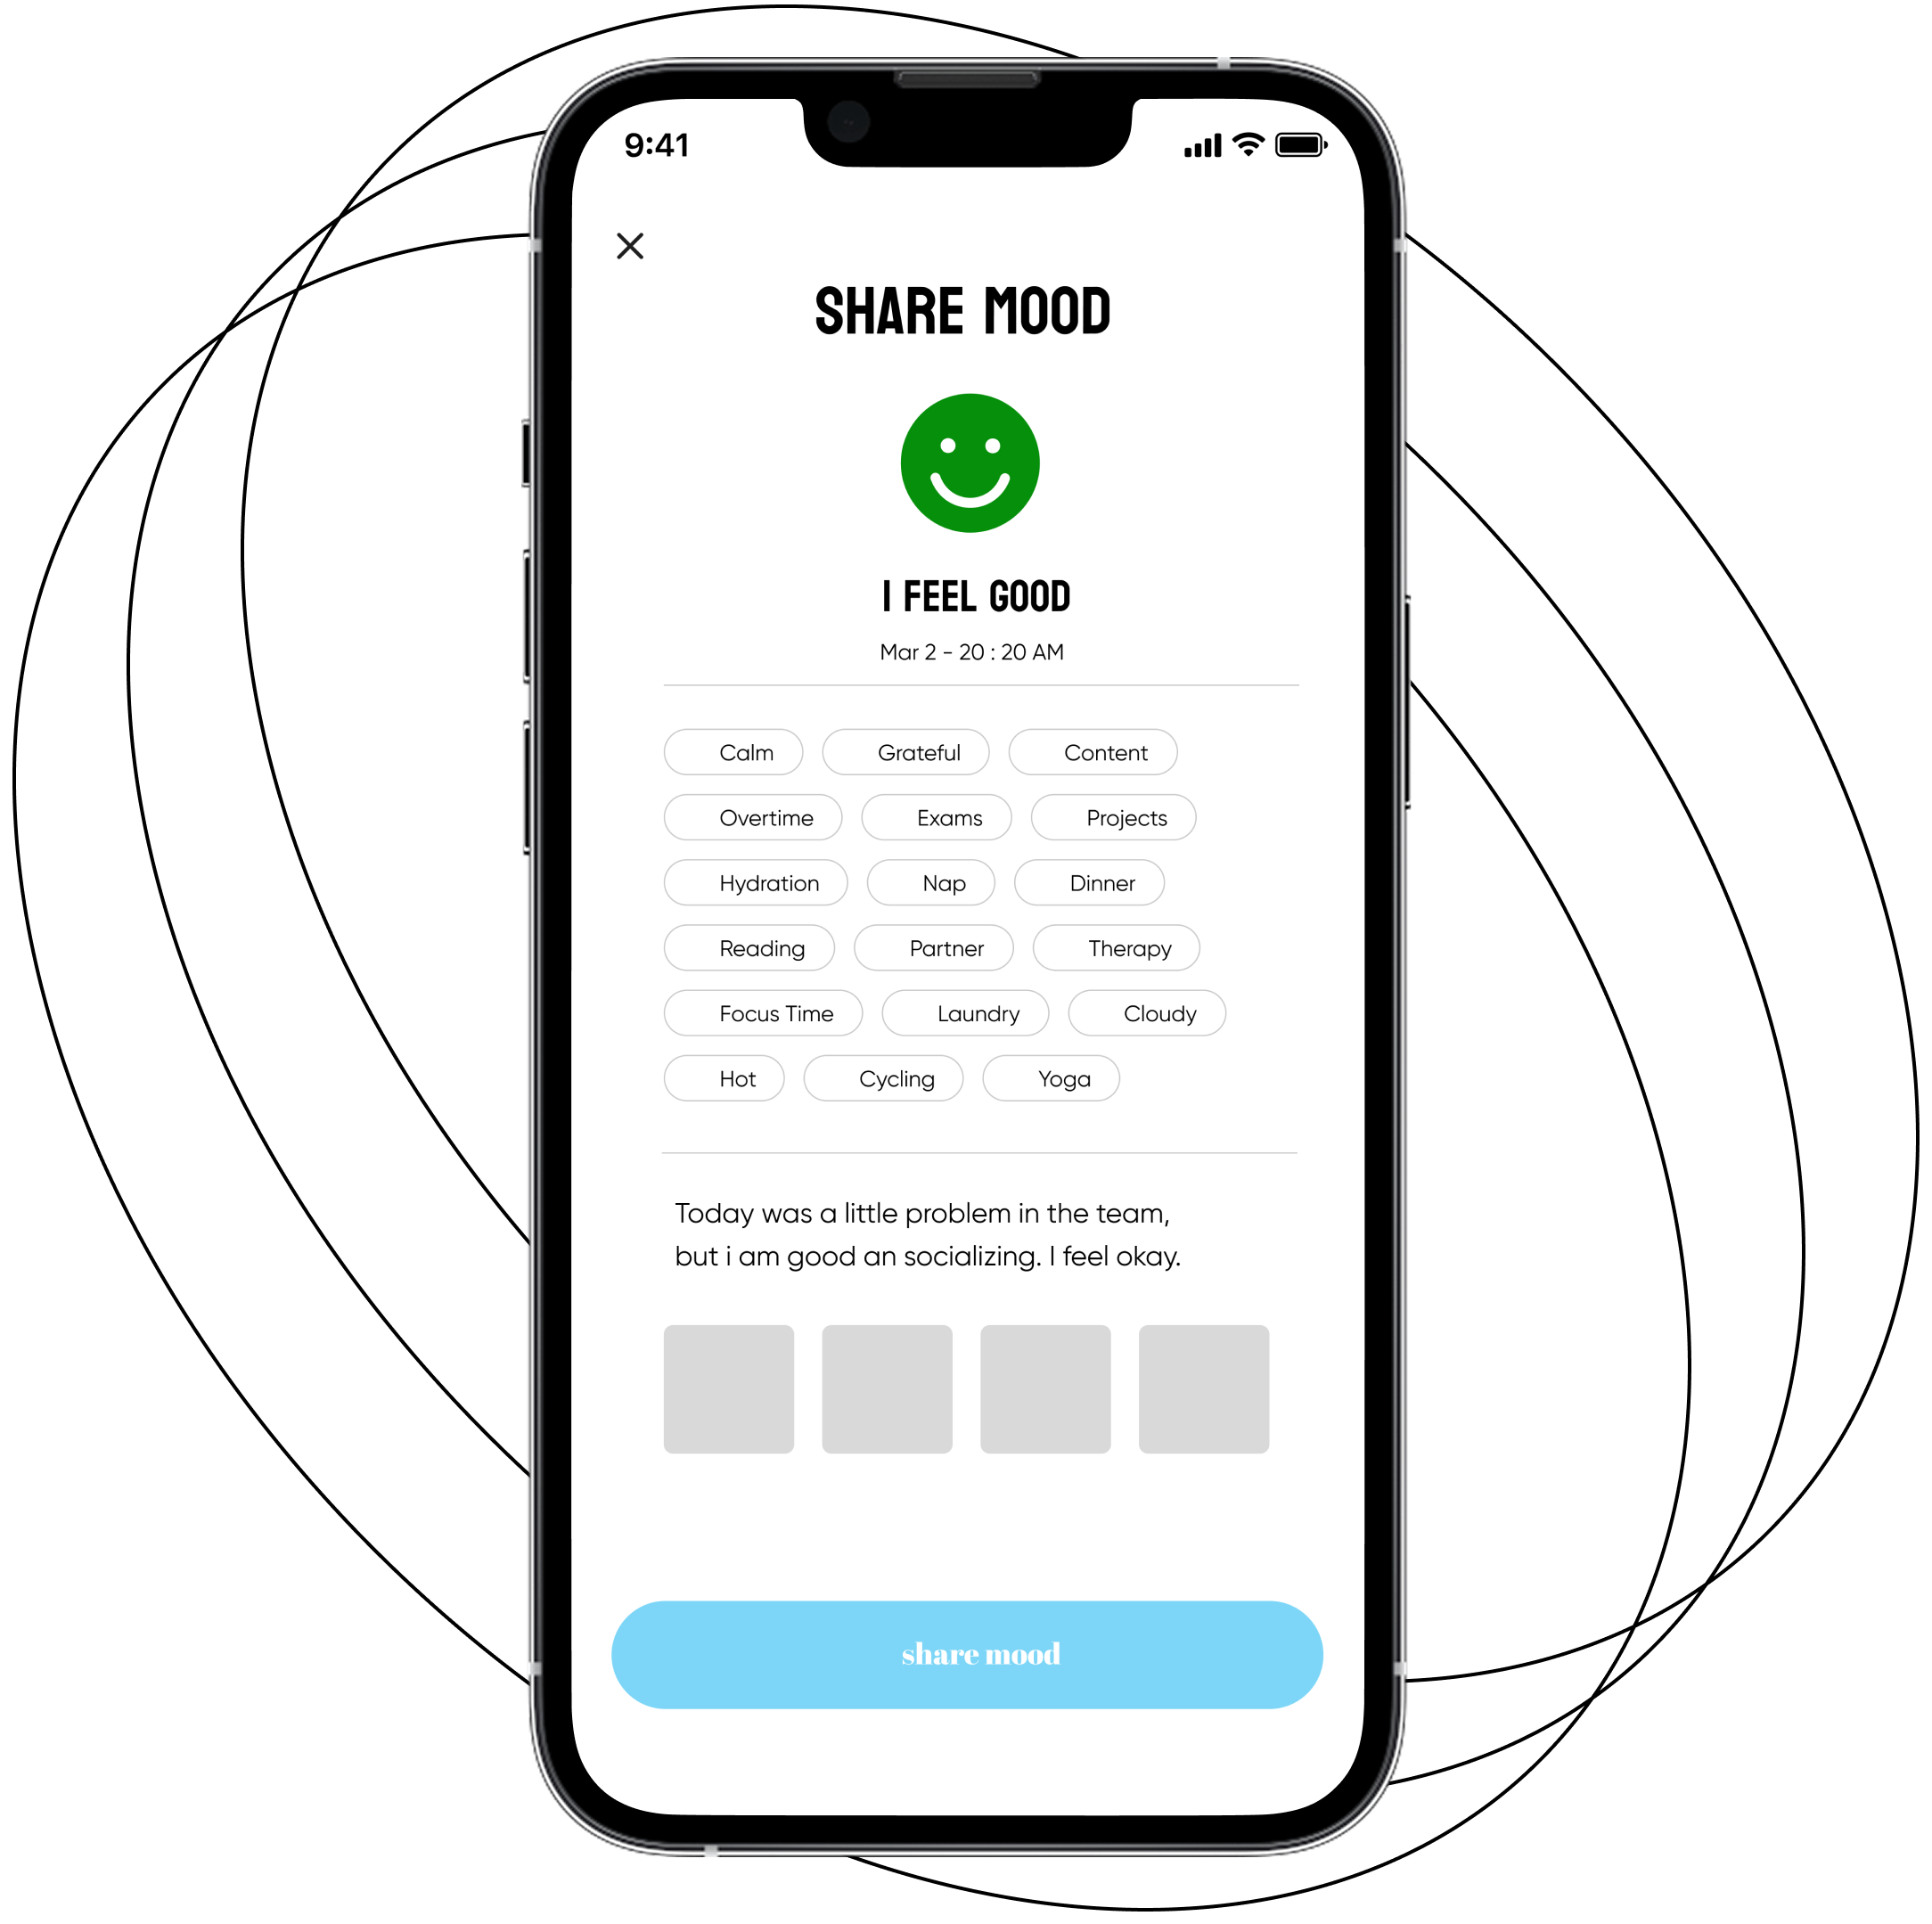 9:41
SHARE MOOD
I FEEL GOOD
Mar 2 - 20 : 20 AM
Calm Grateful Content
Overtime Exams Projects
Hydration Nap Dinner
Reading Partner Therapy
Focus Time Laundry Cloudy
Hot Cycling Yoga
Today was a little problem in the team,
but i am good an socializing. I feel okay.
share mood